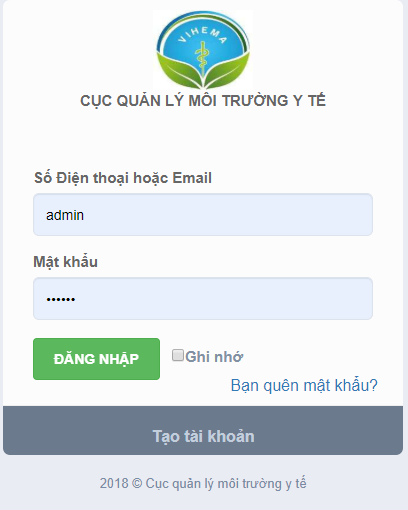 VIHEMA
CỤC QUẢN LÝ MÔI TRƯỜNG Y TẾ
Số Điện thoại hoặc Email
admin
Mật khẩu
••••••
ĐĂNG NHẬP Ghi nhớ
Bạn quên mật khẩu?
Tạo tài khoản
2018 © Cục quản lý môi trường y tế